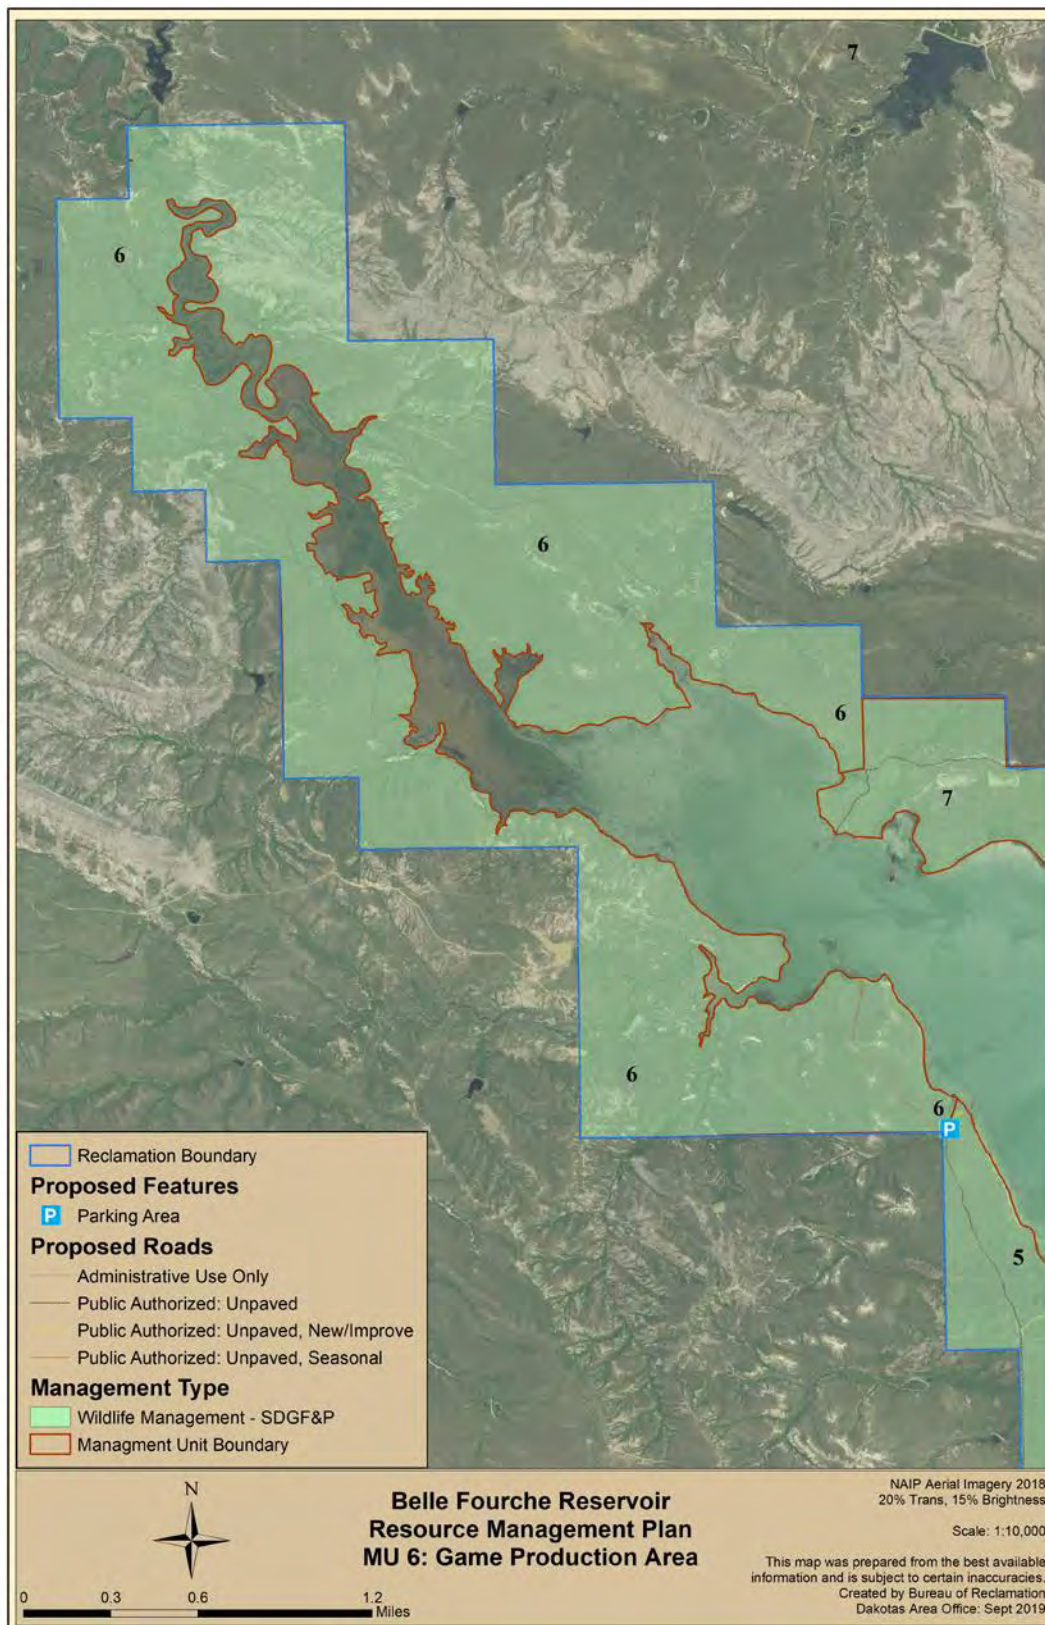 7
6
6
6
7
6
6
P
5
Reclamation Boundary
Proposed Features
P Parking Area
Proposed Roads
Administrative Use Only
Public Authorized: Unpaved
Public Authorized: Unpaved, New/Improve
Public Authorized: Unpaved, Seasonal
Management Type
Wildlife Management - SDGF&P
Managment Unit Boundary
N
0 0.3 0.6 1.2
Miles
Belle Fourche Reservoir
Resource Management Plan
MU 6: Game Production Area
NAIP Aerial Imagery 2018
20% Trans, 15% Brightness
Scale: 1:10,000
This map was prepared from the best available
information and is subject to certain inaccuracies.
Created by Bureau of Reclamation
Dakotas Area Office: Sept 2019